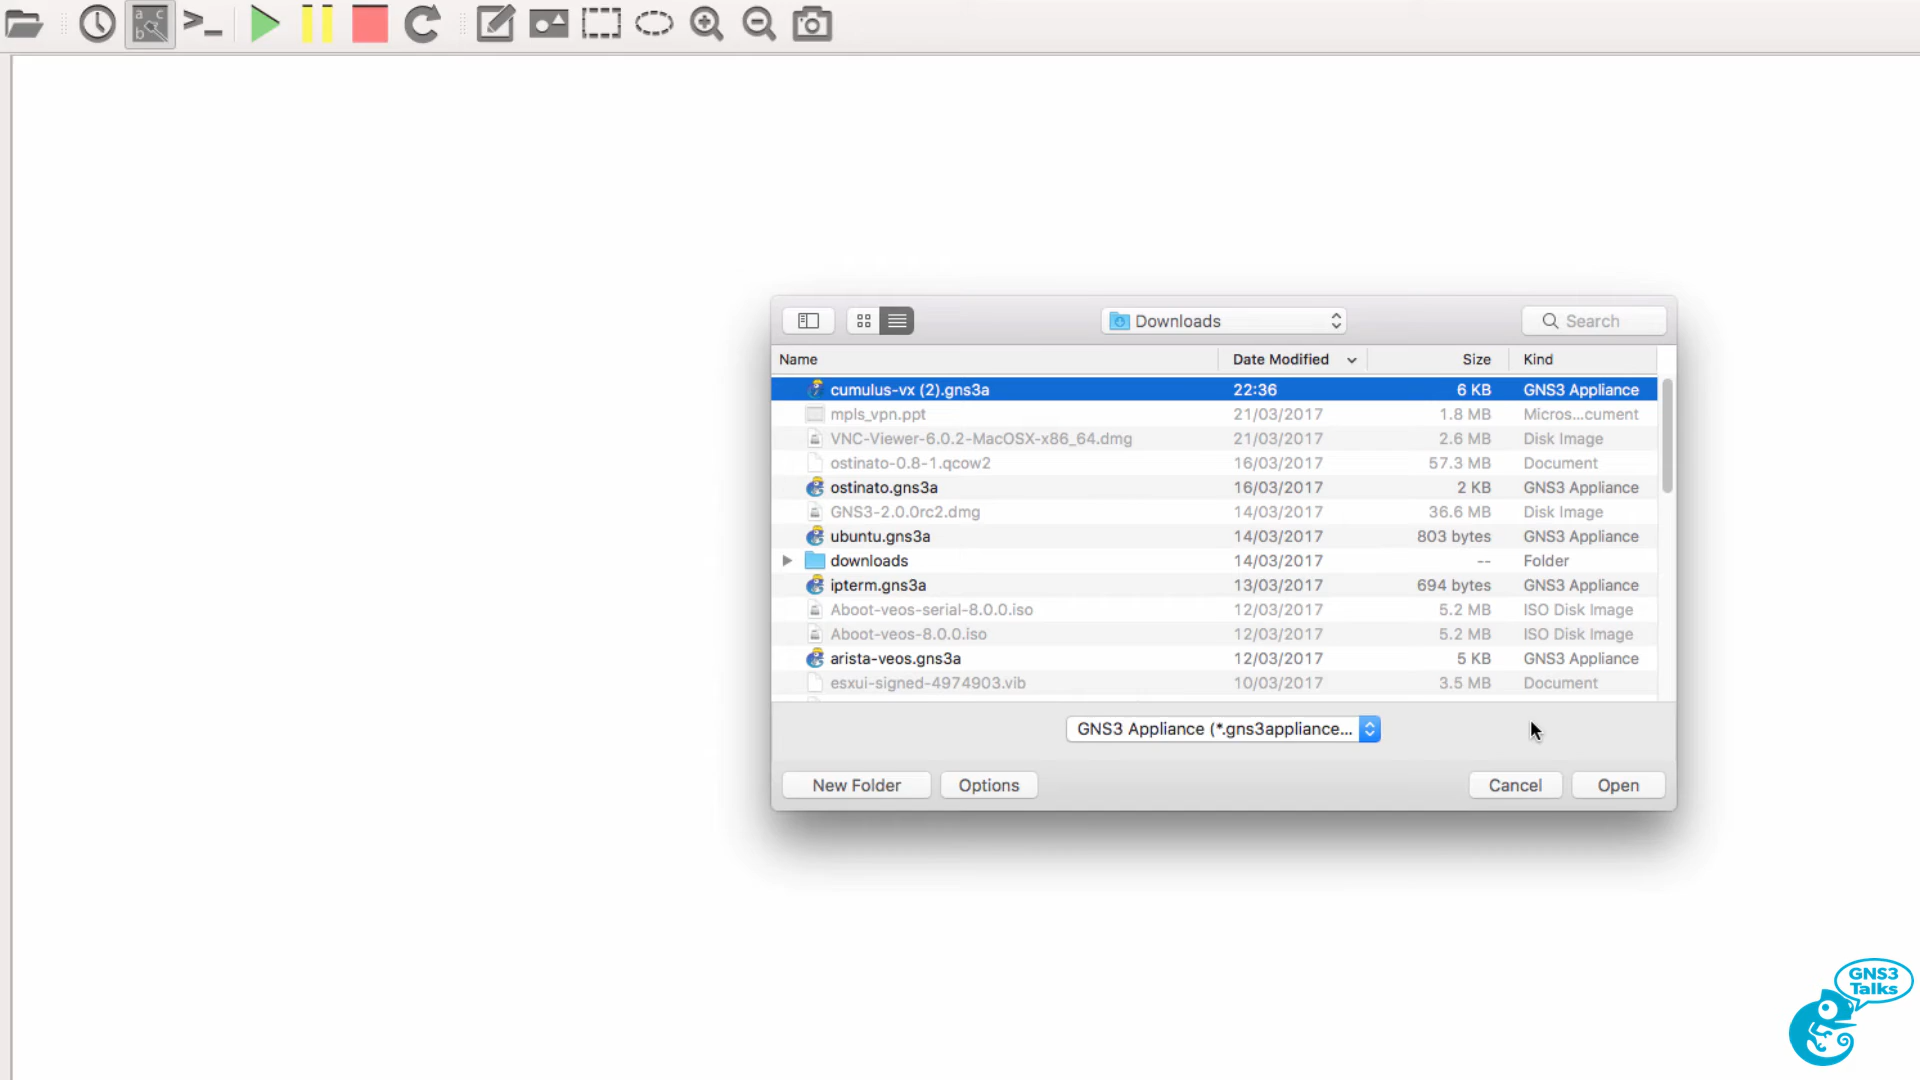 a c
b
Downloads
Search
Name Date Modified Size Kind
cumulus-vx (2).gns3a 22:36 6 KB GNS3 Appliance
mpls_vpn.ppt 21/03/2017 1.8 MB Micros...cument
VNC-Viewer-6.0.2-MacOSX-x86_64.dmg 21/03/2017 2.6 MB Disk Image
ostinato-0.8-1.qcow2 16/03/2017 57.3 MB Document
ostinato.gns3a 16/03/2017 2 KB GNS3 Appliance
GNS3-2.0.0rc2.dmg 14/03/2017 36.6 MB Disk Image
ubuntu.gns3a 14/03/2017 803 bytes GNS3 Appliance
downloads 14/03/2017 -- Folder
ipterm.gns3a 13/03/2017 694 bytes GNS3 Appliance
Aboot-veos-serial-8.0.0.iso 12/03/2017 5.2 MB ISO Disk Image
Aboot-veos-8.0.0.iso 12/03/2017 5.2 MB ISO Disk Image
arista-veos.gns3a 12/03/2017 5 KB GNS3 Appliance
esxui-signed-4974903.vib 10/03/2017 3.5 MB Document
GNS3 Appliance (*.gns3appliance...
New Folder Options Cancel Open
GNS3
Talks